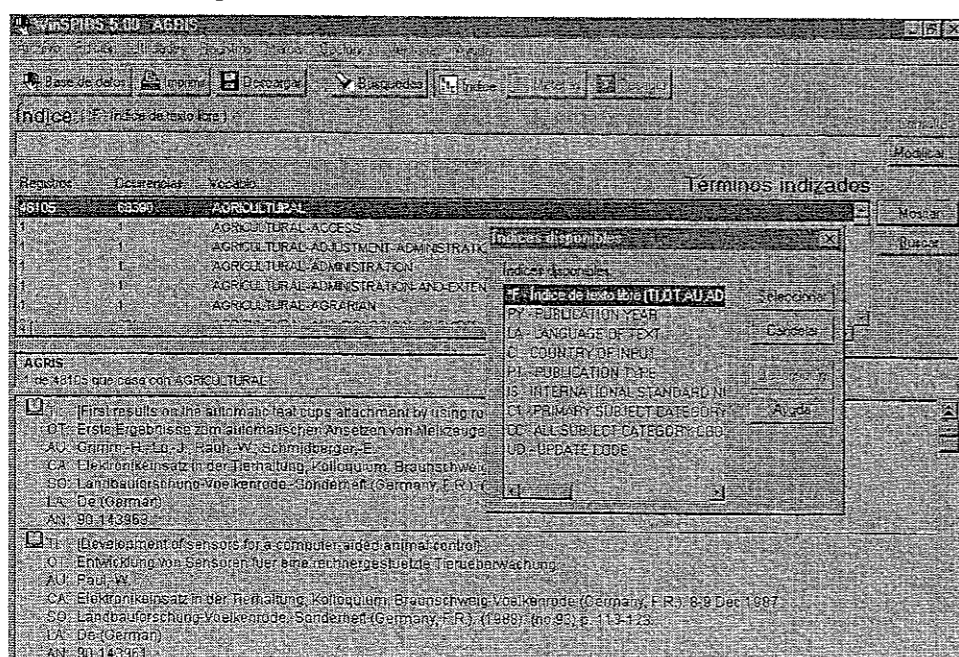 WinSPIRS 5.00 - AGRIS
Base de datos Imprimir Descargar Búsquedas Índice
Índice: (*F - Índice de texto libre)
Modificar
Registros Ocurrencias Vocablo Términos indizados
48105 69590 AGRICULTURAL Mostrar
1 1 AGRICULTURAL-ACCESS
1 1 AGRICULTURAL-ADJUSTMENT-ADMINISTRATIO
1 1 AGRICULTURAL-ADMINISTRATION
1 1 AGRICULTURAL-ADMINISTRATION-AND-EXTEN
1 1 AGRICULTURAL-AGRARIAN
Buscar
Índices disponibles
Índices disponibles:
*F - Índice de texto libre (TI,OT,AU,AD
PY - PUBLICATION YEAR
LA - LANGUAGE OF TEXT
CI - COUNTRY OF INPUT
PT - PUBLICATION TYPE
IS - INTERNATIONAL STANDARD N
C1 - PRIMARY SUBJECT CATEGORY
CC - ALL SUBJECT CATEGORY COD
UD - UPDATE CODE
Seleccionar
Cancelar
Ayuda
AGRIS
1 de 48105 que casa con AGRICULTURAL
TI: [First results on the automatic teat cups attachment by using ro
OT: Erste Ergebnisse zum automatischen Ansetzen von Melkzeuge
AU: Grimm,-H.; Lu,-J.; Rauh,-W.; Schmidberger,-E.
CA: Elektronikeinsatz in der Tierhaltung, Kolloquium, Braunschweig
SO: Landbauforschung-Voelkenrode,-Sonderheft (Germany, F.R.). (
LA: De (German)
AN: 90-143963
TI: [Development of sensors for a computer-aided animal control].
OT: Entwicklung von Sensoren fuer eine rechnergestuetzte Tierueberwachung
AU: Paul,-W.
CA: Elektronikeinsatz in der Tierhaltung, Kolloquium, Braunschweig-Voelkenrode (Germany, F.R.). 8-9 Dec 1987
SO: Landbauforschung-Voelkenrode,-Sonderheft (Germany, F.R.). (1988). (no.93) p. 113-123.
LA: De (German)
AN: 90-143961